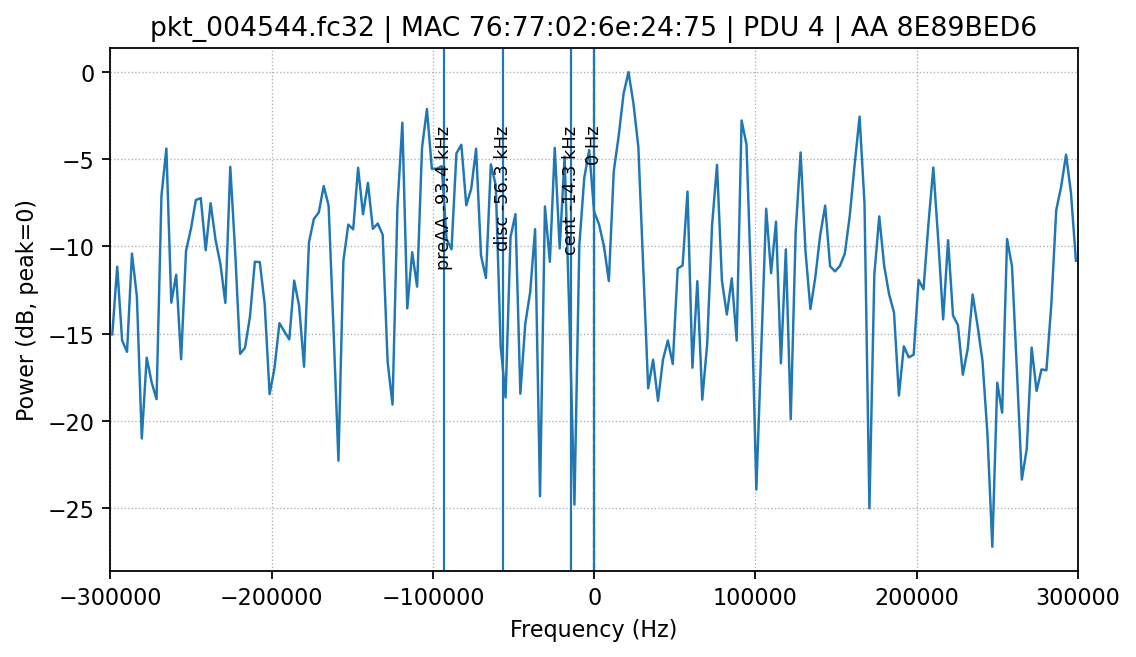 pkt_004544.fc32 | MAC 76:77:02:6e:24:75 | PDU 4 | AA 8E89BED6
0
−5
−10
−15
−20
−25
Power (dB, peak=0)
preAA -93.4 kHz
disc -56.3 kHz
cent -14.3 kHz
0 Hz
−300000
−200000
−100000
0
100000
200000
300000
Frequency (Hz)